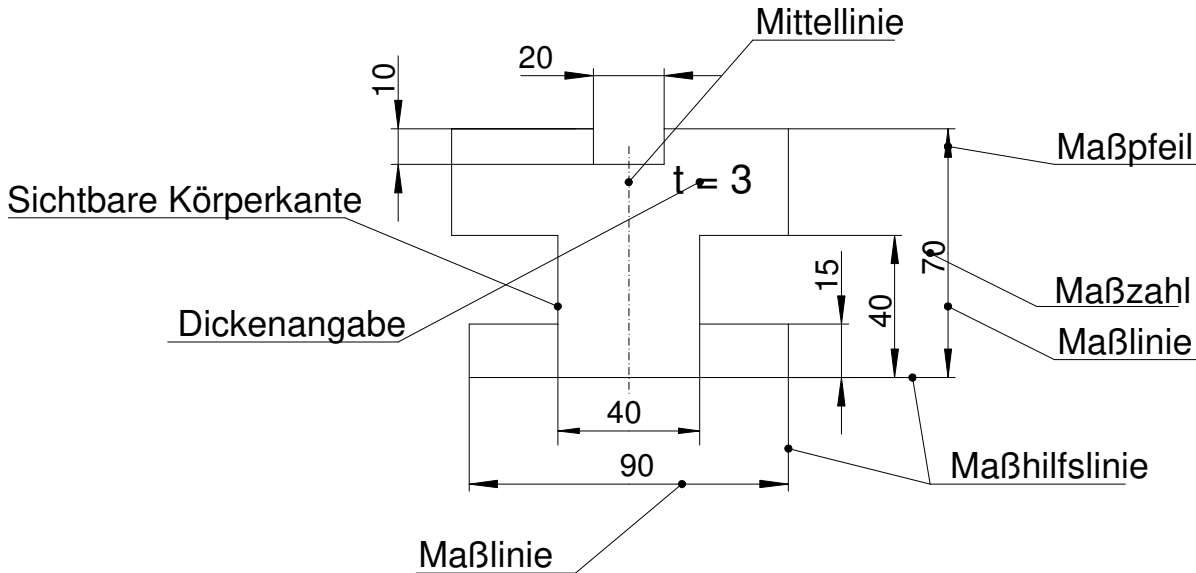 Mittellinie
20
10
Maßpfeil
t = 3
Sichtbare Körperkante
70
15
Maßzahl
40
Dickenangabe
Maßlinie
40
90
Maßhilfslinie
Maßlinie